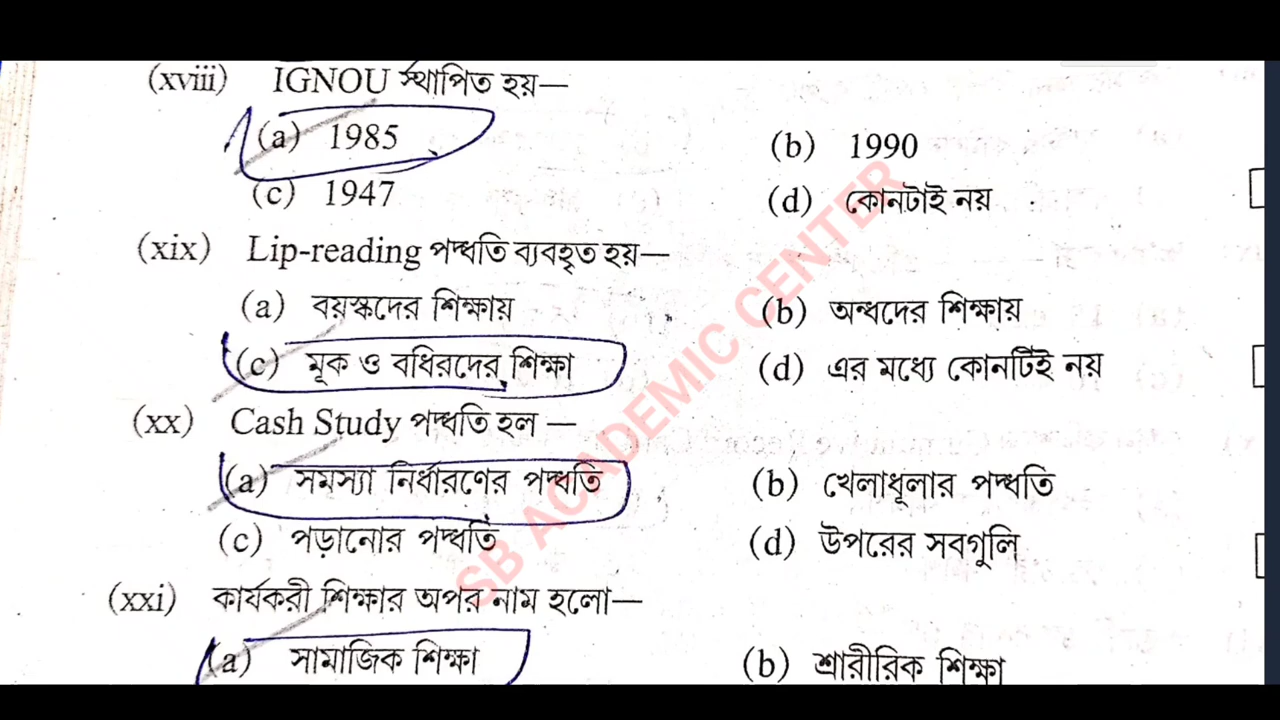 (xviii) IGNOU স্থাপিত হয়—
(a) 1985 (b) 1990
(c) 1947 (d) কোনটাই নয়
(xix) Lip-reading পদ্ধতি ব্যবহৃত হয়—
(a) বয়স্কদের শিক্ষায় (b) অন্ধদের শিক্ষায়
(c) মূক ও বধিরদের শিক্ষা (d) এর মধ্যে কোনটিই নয়
(xx) Cash Study পদ্ধতি হল —
(a) সমস্যা নির্ধারণের পদ্ধতি (b) খেলাধূলার পদ্ধতি
(c) পড়ানোর পদ্ধতি (d) উপরের সবগুলি
(xxi) কার্যকরী শিক্ষার অপর নাম হলো—
(a) সামাজিক শিক্ষা (b) শ্রারীরিক শিক্ষা
SB ACADEMIC CENTER